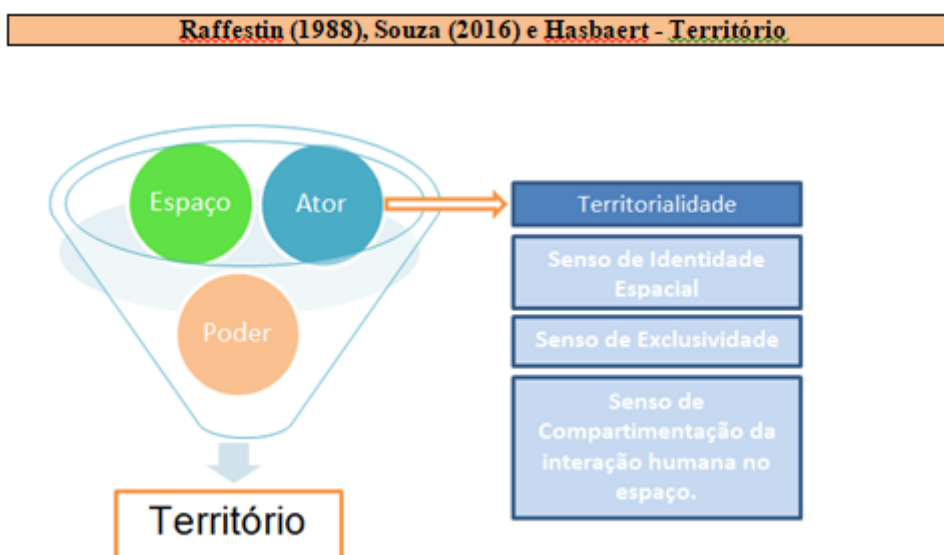 Raffestin (1988), Souza (2016) e Hasbaert - Território
Espaço
Ator
Poder
Território
Territorialidade
Senso de Identidade
Espacial
Senso de Exclusividade
Senso de
Compartimentação da
interação humana no
espaço.